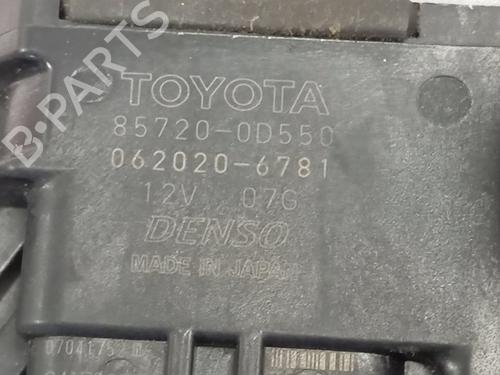 B-PARTS
TOYOTA
85720-0D550
062020-6781
12V 07G
DENSO
MADE IN JAPAN